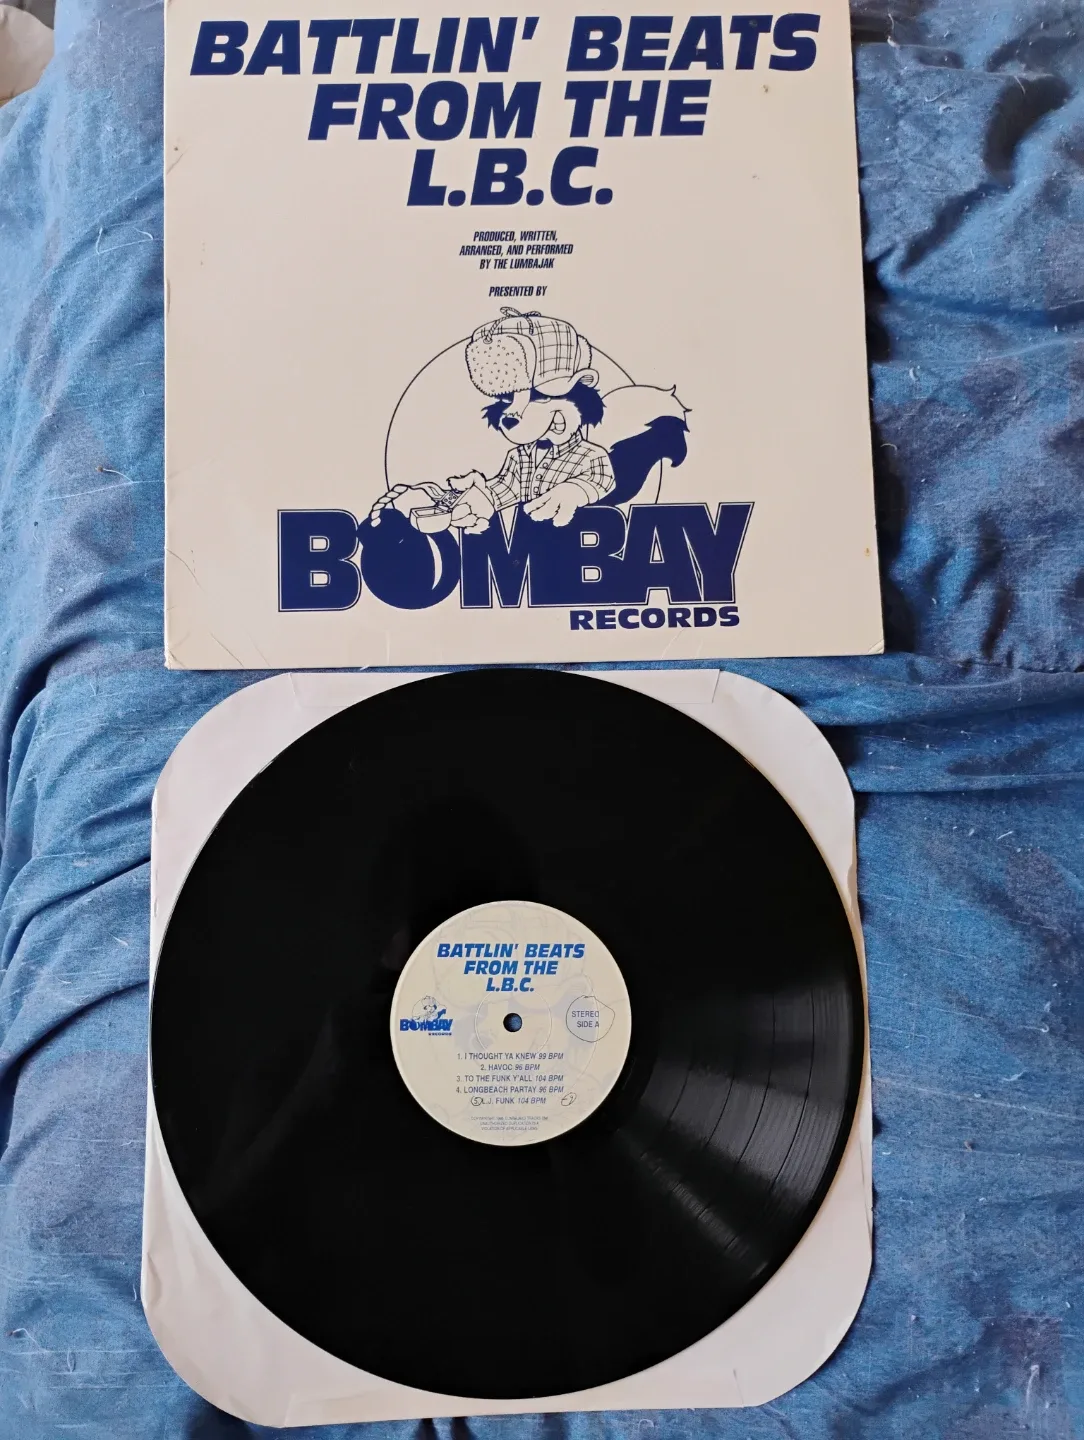 BATTLIN' BEATS
FROM THE
L.B.C.
PRODUCED, WRITTEN,
ARRANGED, AND PERFORMED
BY THE LUMBAJAK
PRESENTED BY
BOMBAY
RECORDS
BATTLIN' BEATS
FROM THE
L.B.C.
BOMBAY
RECORDS
STEREO
SIDE A
1. I THOUGHT YA KNEW 99 BPM
2. HAVOC 96 BPM
3. TO THE FUNK Y'ALL 104 BPM
4. LONGBEACH PARTAY 96 BPM
5 L.J. FUNK 104 BPM